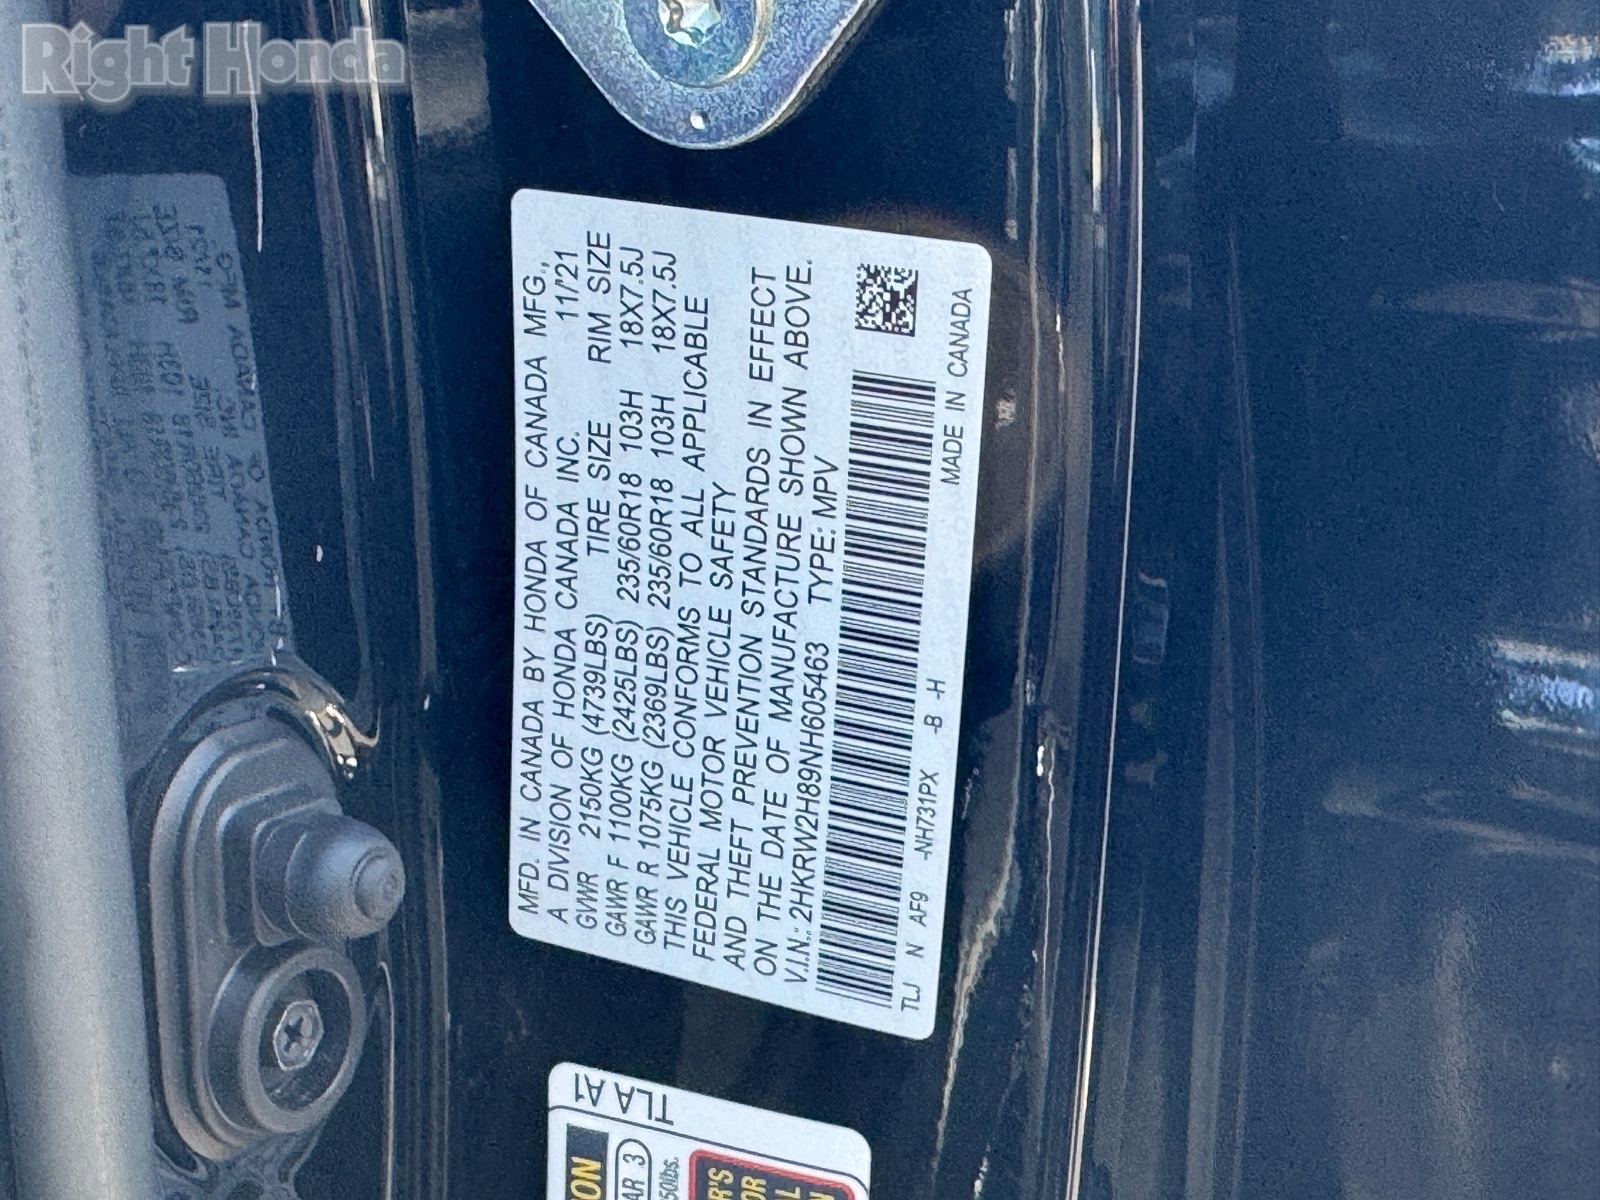 Right Honda
MFD. IN CANADA BY HONDA OF CANADA MFG.,
A DIVISION OF HONDA CANADA INC. 11/'21
GVWR 2150KG (4739LBS) TIRE SIZE RIM SIZE
GAWR F 1100KG (2425LBS) 235/60R18 103H 18X7.5J
GAWR R 1075KG (2369LBS) 235/60R18 103H 18X7.5J
THIS VEHICLE CONFORMS TO ALL APPLICABLE
FEDERAL MOTOR VEHICLE SAFETY
AND THEFT PREVENTION STANDARDS IN EFFECT
ON THE DATE OF MANUFACTURE SHOWN ABOVE.
V.I.N.: 2HKRW2H89NH605463 TYPE: MPV
TLJ N AF9 -NH731PX -B -H MADE IN CANADA
TLA A1